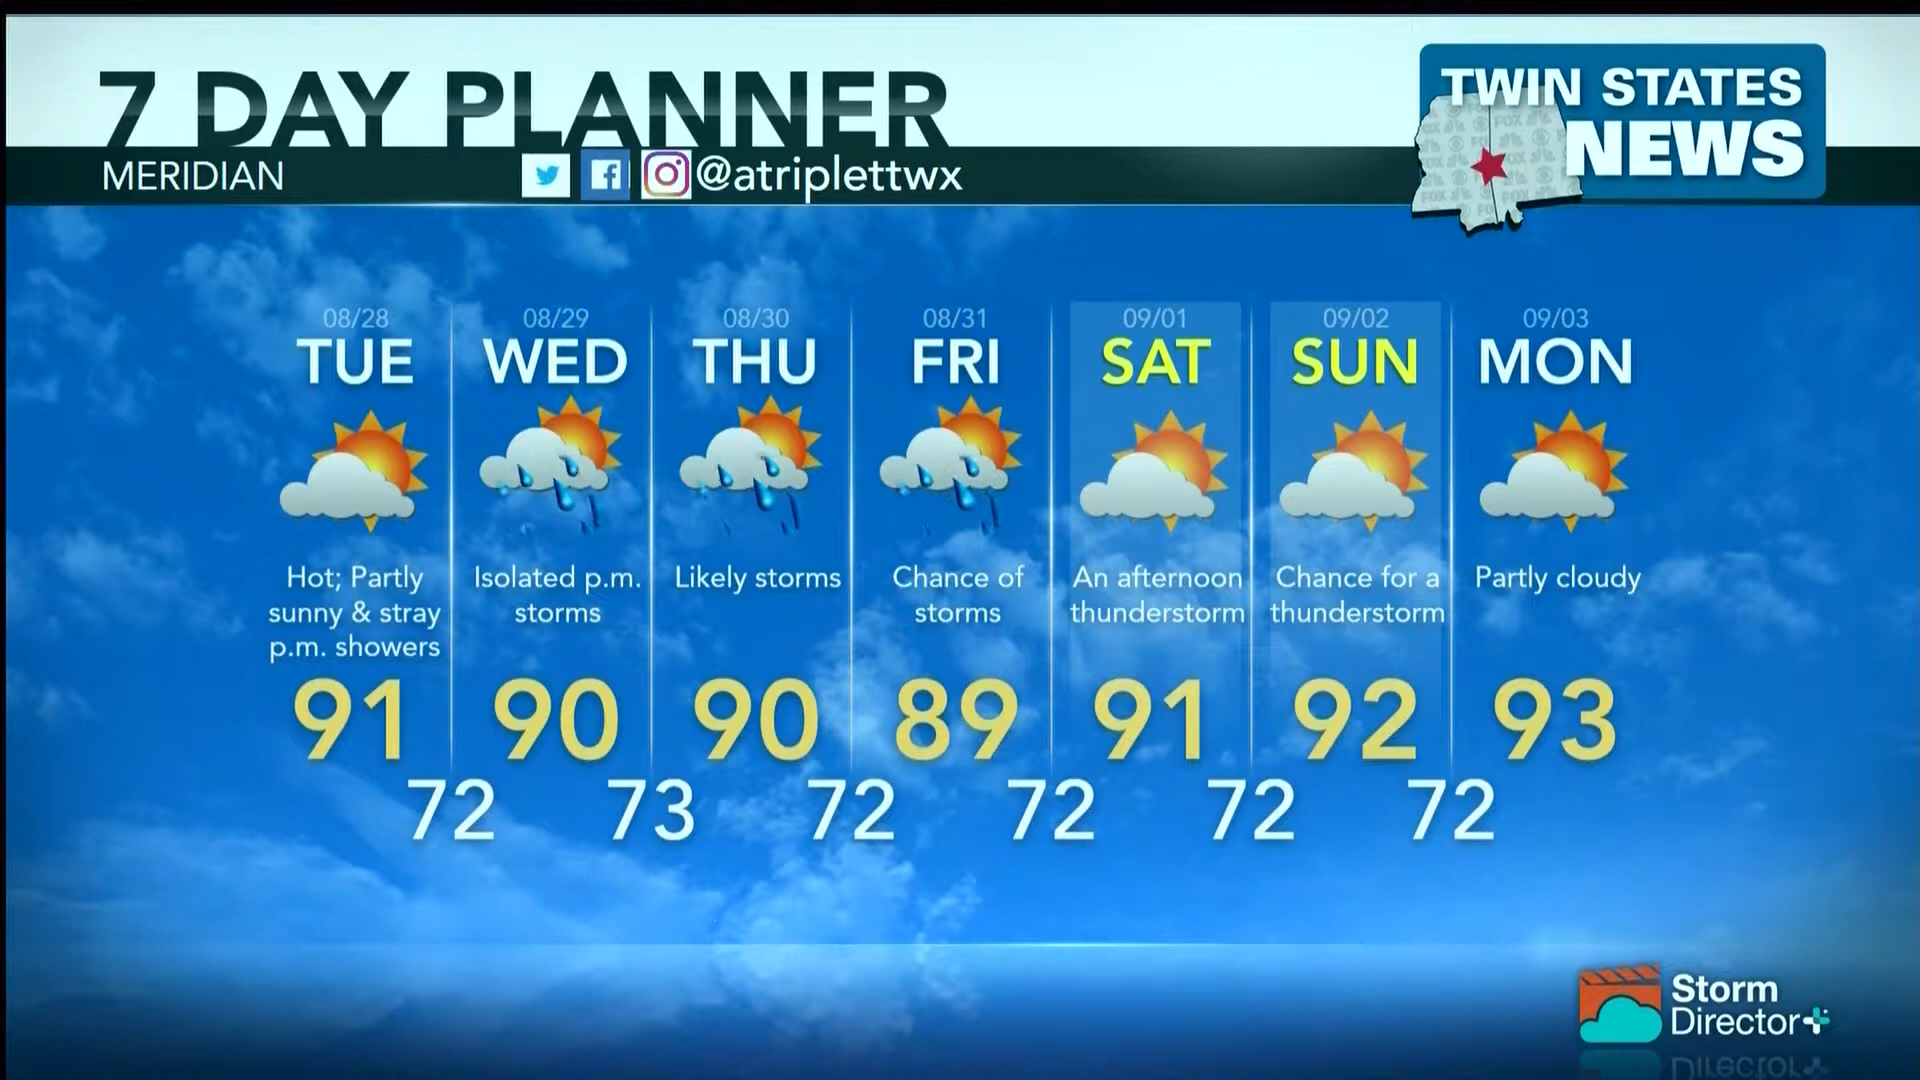 7 DAY PLANNER
MERIDIAN
@atriplettwx
TWIN STATES
NEWS
08/28
TUE
Hot; Partly
sunny & stray
p.m. showers
91
08/29
WED
Isolated p.m.
storms
90
08/30
THU
Likely storms
90
08/31
FRI
Chance of
storms
89
09/01
SAT
An afternoon
thunderstorm
91
09/02
SUN
Chance for a
thunderstorm
92
09/03
MON
Partly cloudy
93
72
73
72
72
72
72
Storm
Director+